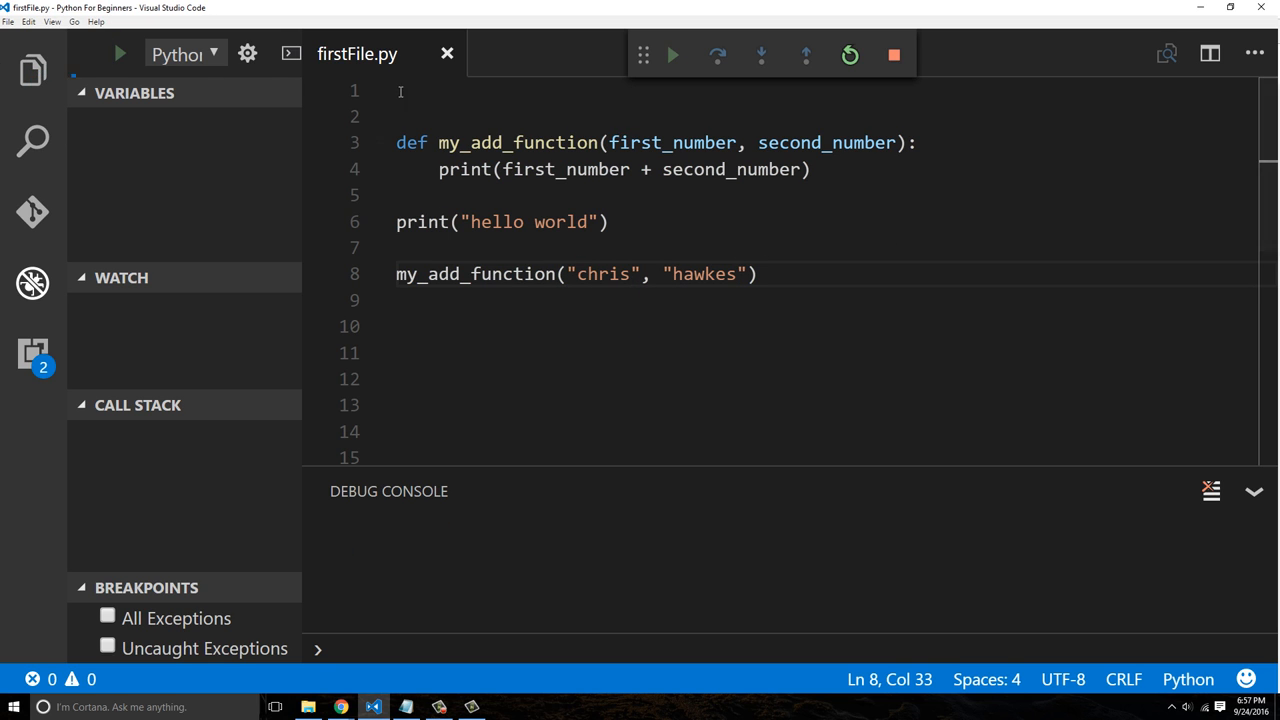 firstFile.py - Python For Beginners - Visual Studio Code
File Edit View Go Help
Pytho
firstFile.py
VARIABLES
WATCH
CALL STACK
BREAKPOINTS
All Exceptions
Uncaught Exceptions
2
1
2
3 def my_add_function(first_number, second_number):
4 print(first_number + second_number)
5
6 print("hello world")
7
8 my_add_function("chris", "hawkes")
9
10
11
12
13
14
15
DEBUG CONSOLE
0 0 Ln 8, Col 33 Spaces: 4 UTF-8 CRLF Python
I'm Cortana. Ask me anything.
6:57 PM
9/24/2016